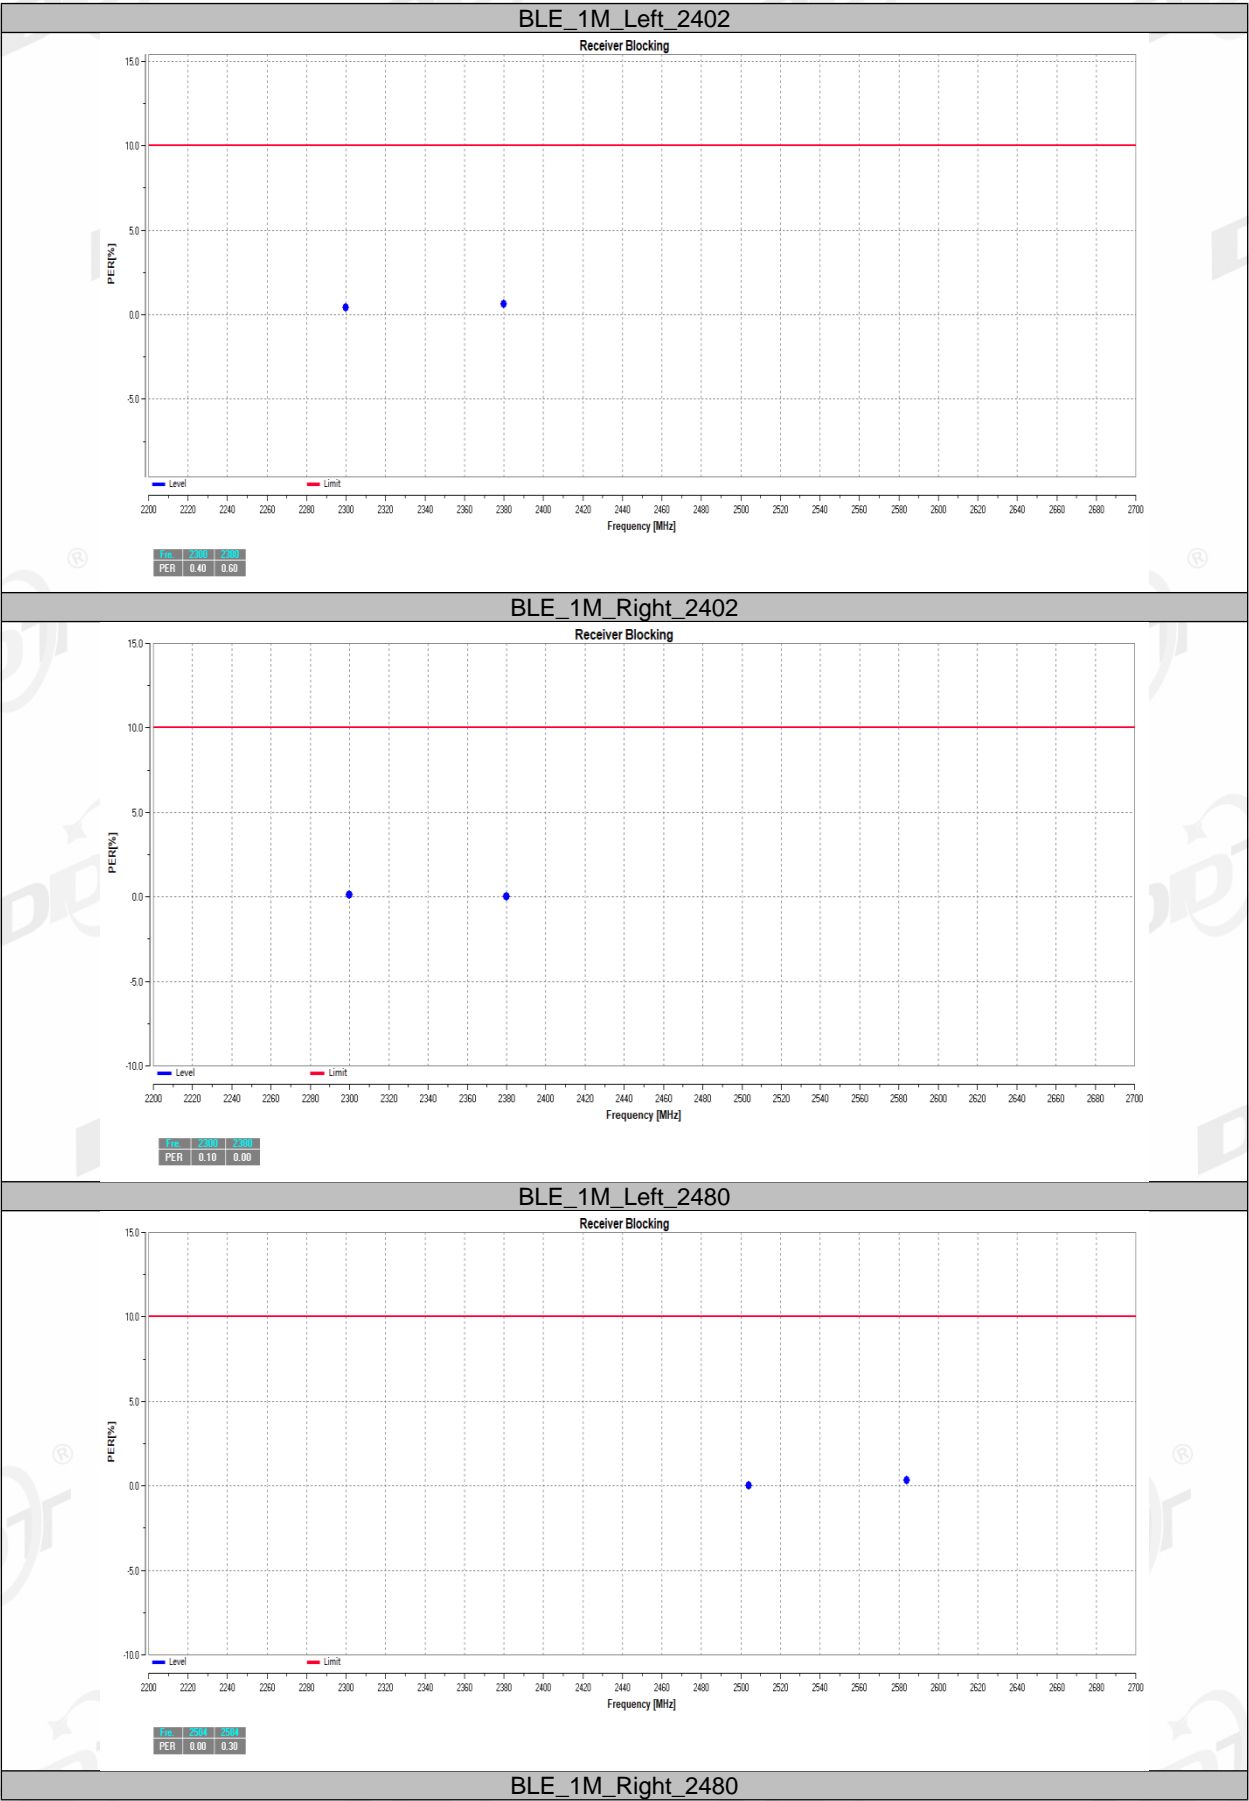 BLE_1M_Left_2402
Receiver Blocking
15.0
10.0
5.0
0.0
-5.0
PER[%]
Level Limit
2200 2220 2240 2260 2280 2300 2320 2340 2360 2380 2400 2420 2440 2460 2480 2500 2520 2540 2560 2580 2600 2620 2640 2660 2680 2700
Frequency [MHz]
Fre. 2300 2380
PER 0.40 0.60
BLE_1M_Right_2402
Receiver Blocking
15.0
10.0
5.0
0.0
-5.0
-10.0
PER[%]
Level Limit
2200 2220 2240 2260 2280 2300 2320 2340 2360 2380 2400 2420 2440 2460 2480 2500 2520 2540 2560 2580 2600 2620 2640 2660 2680 2700
Frequency [MHz]
Fre. 2300 2380
PER 0.10 0.00
BLE_1M_Left_2480
Receiver Blocking
15.0
10.0
5.0
0.0
-5.0
-10.0
PER[%]
Level Limit
2200 2220 2240 2260 2280 2300 2320 2340 2360 2380 2400 2420 2440 2460 2480 2500 2520 2540 2560 2580 2600 2620 2640 2660 2680 2700
Frequency [MHz]
Fre. 2504 2584
PER 0.00 0.30
BLE_1M_Right_2480